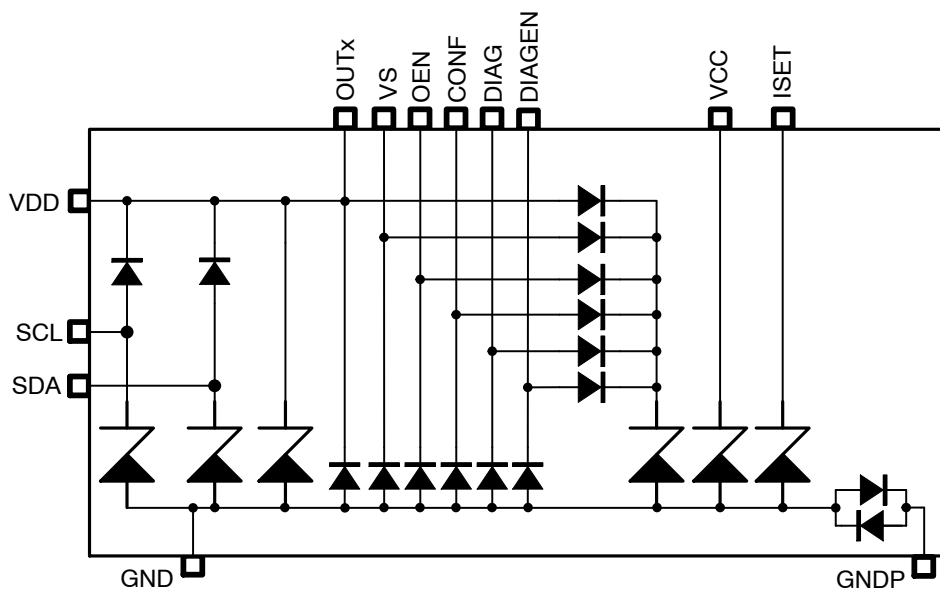 OUTx
VS
OEN
CONF
DIAG
DIAGEN
VCC
ISET
VDD
SCL
SDA
GND
GNDP